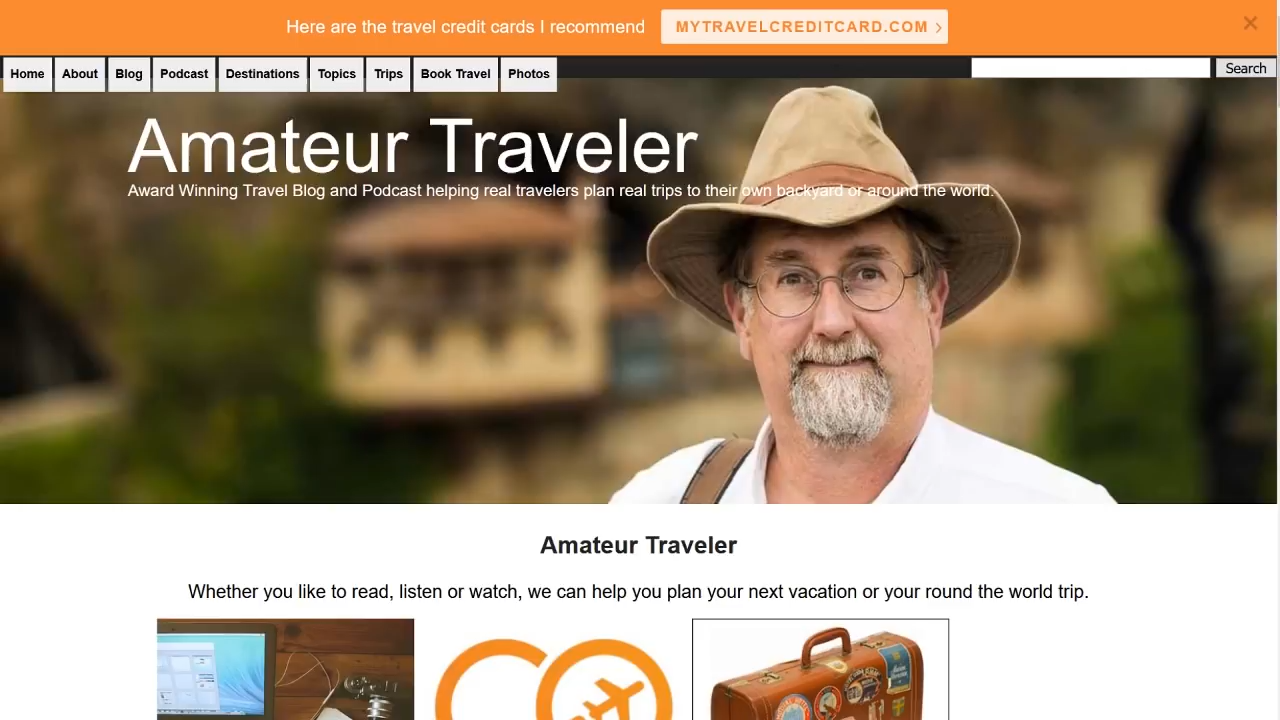 Here are the travel credit cards I recommend MYTRAVELCREDITCARD.COM
Home About Blog Podcast Destinations Topics Trips Book Travel Photos Search
Amateur Traveler
Award Winning Travel Blog and Podcast helping real travelers plan real trips to their own backyard or around the world.
Amateur Traveler
Whether you like to read, listen or watch, we can help you plan your next vacation or your round the world trip.